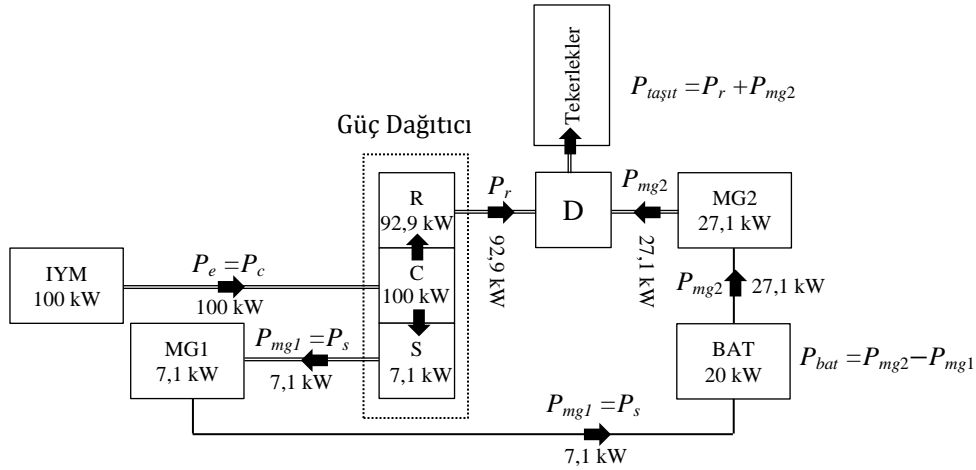 Tekerlekler
P_taşıt = P_r + P_mg2
Güç Dağıtıcı
R
92,9 kW
P_r
92,9 kW
D
P_mg2
27,1 kW
MG2
27,1 kW
IYM
100 kW
P_e = P_c
100 kW
C
100 kW
P_mg2
27,1 kW
MG1
7,1 kW
P_mg1 = P_s
7,1 kW
S
7,1 kW
BAT
20 kW
P_bat = P_mg2 − P_mg1
P_mg1 = P_s
7,1 kW